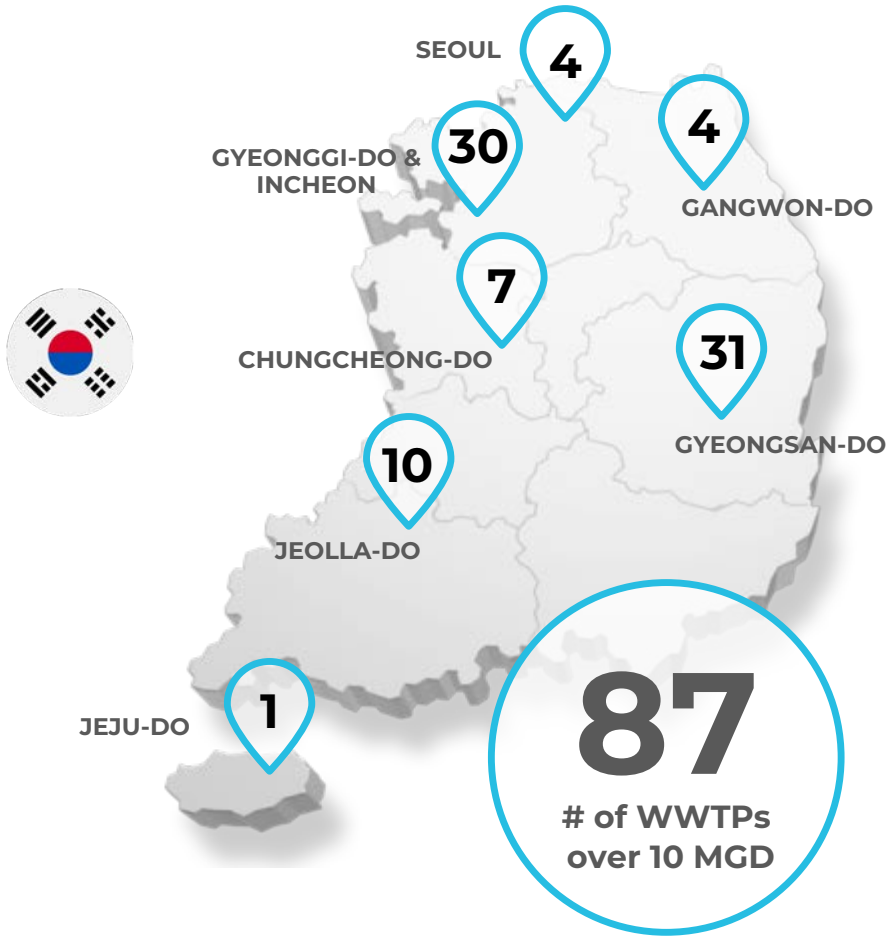 SEOUL
4
4
GYEONGGI-DO &
INCHEON
30
GANGWON-DO
7
CHUNGCHEONG-DO
31
GYEONGSAN-DO
10
JEOLLA-DO
JEJU-DO
1
87
# of WWTPs
over 10 MGD